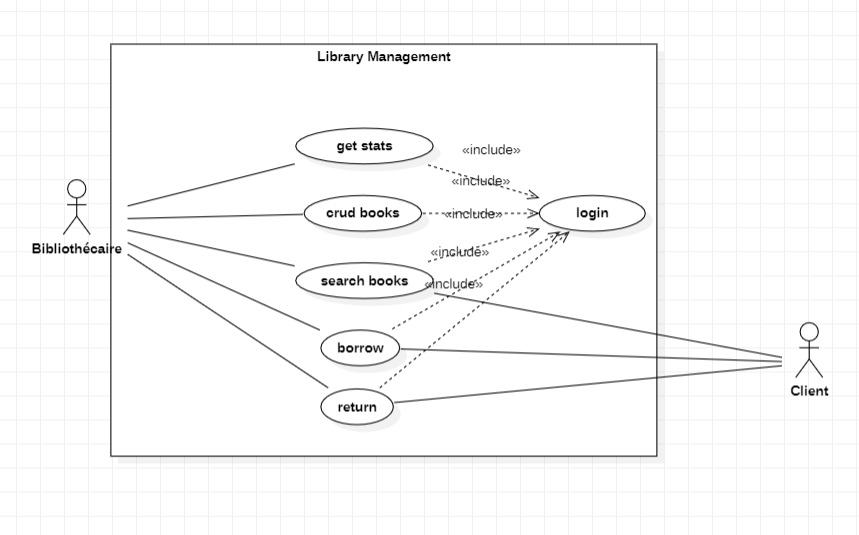 Library Management
get stats
«include»
«include»
crud books
«include»
login
Bibliothécaire
«include»
search books
«include»
borrow
Client
return